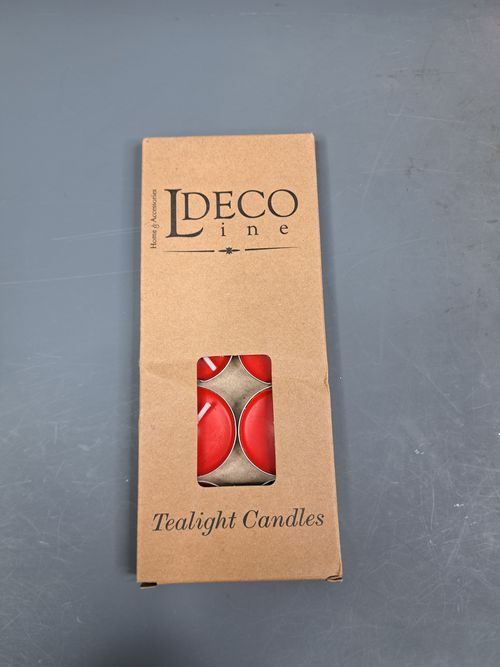 Home & Accessories
LDECO
ine
Tealight Candles